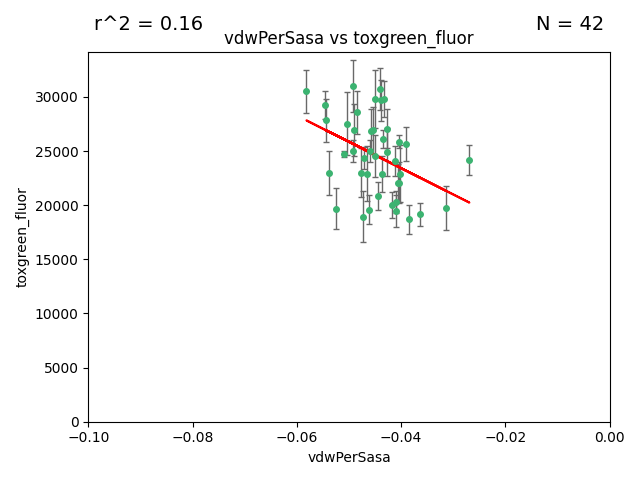 r^2 = 0.16
N = 42
vdwPerSasa vs toxgreen_fluor
30000
25000
20000
15000
10000
5000
0
toxgreen_fluor
−0.10
−0.08
−0.06
−0.04
−0.02
0.00
vdwPerSasa